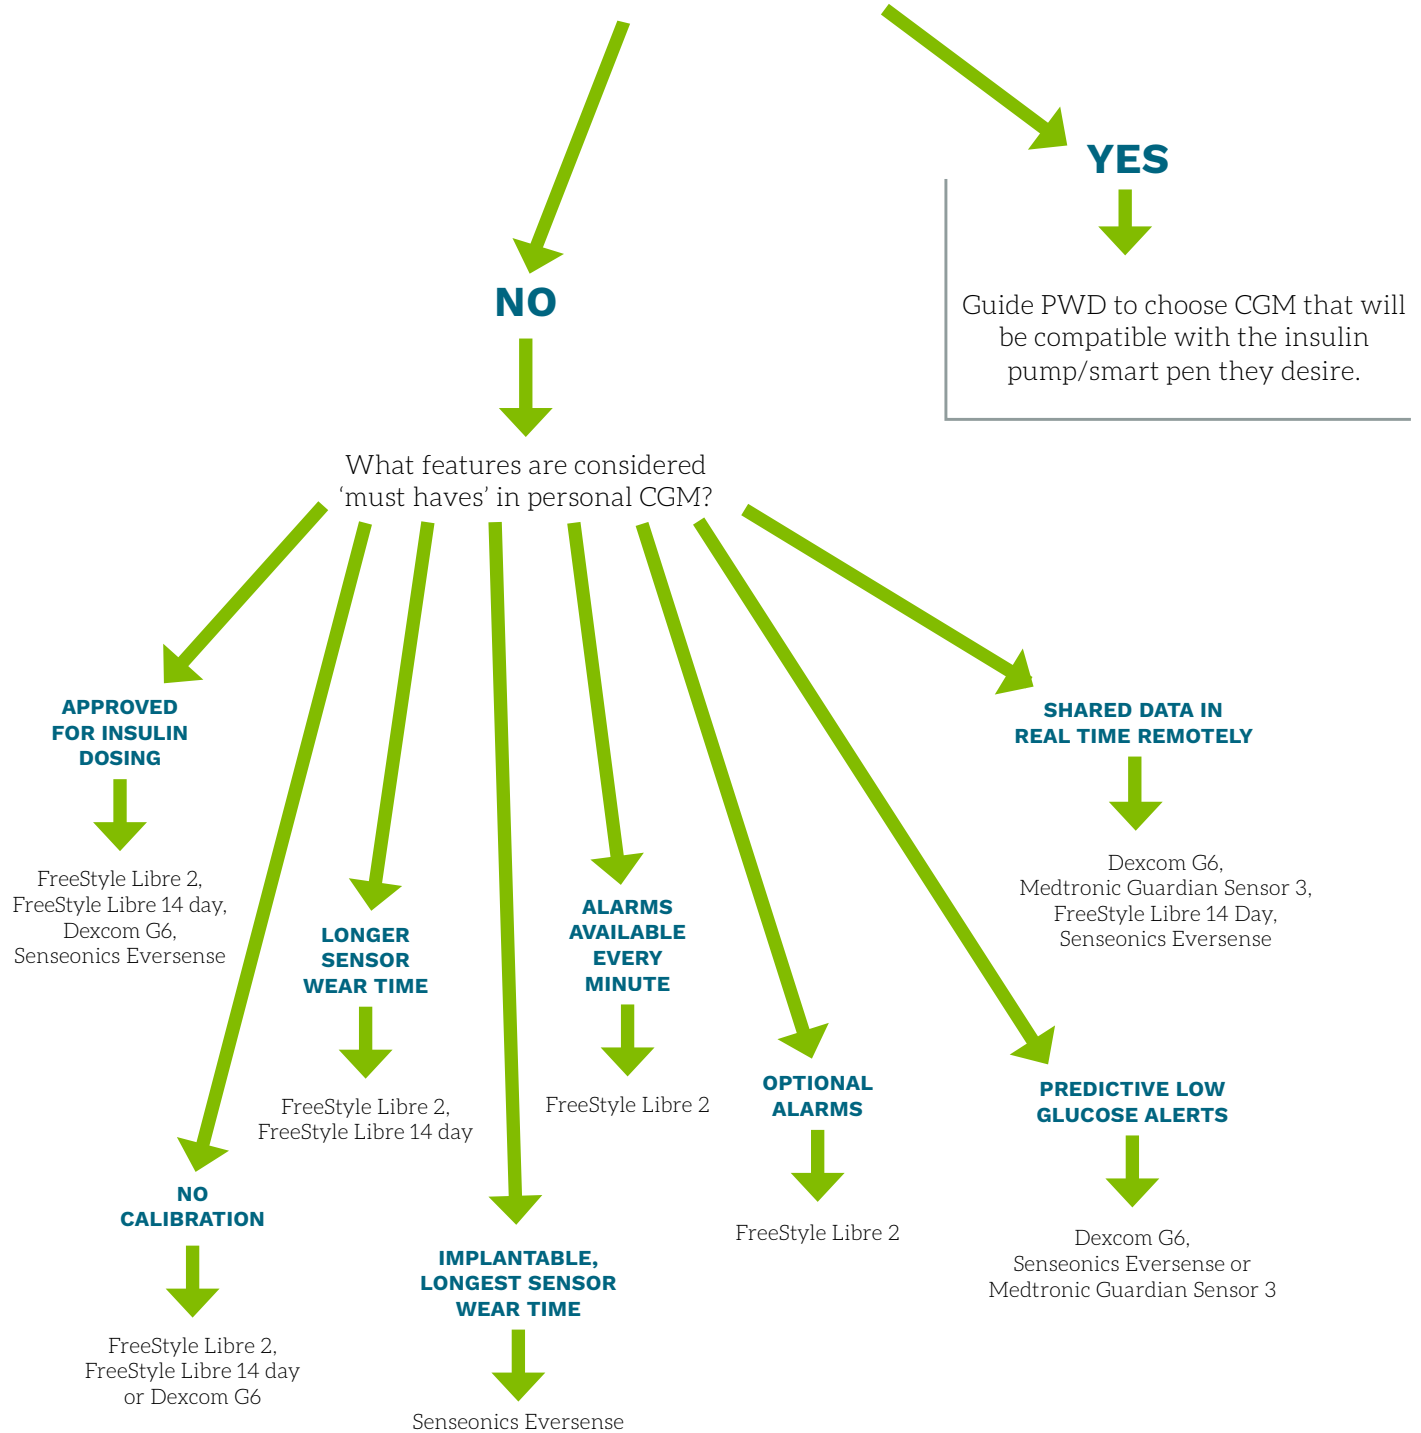 YES
Guide PWD to choose CGM that will
be compatible with the insulin
pump/smart pen they desire.
NO
What features are considered
‘must haves’ in personal CGM?
APPROVED
FOR INSULIN
DOSING
FreeStyle Libre 2,
FreeStyle Libre 14 day,
Dexcom G6,
Senseonics Eversense
NO
CALIBRATION
FreeStyle Libre 2,
FreeStyle Libre 14 day
or Dexcom G6
LONGER
SENSOR
WEAR TIME
FreeStyle Libre 2,
FreeStyle Libre 14 day
IMPLANTABLE,
LONGEST SENSOR
WEAR TIME
Senseonics Eversense
ALARMS
AVAILABLE
EVERY
MINUTE
FreeStyle Libre 2
OPTIONAL
ALARMS
FreeStyle Libre 2
PREDICTIVE LOW
GLUCOSE ALERTS
Dexcom G6,
Senseonics Eversense or
Medtronic Guardian Sensor 3
SHARED DATA IN
REAL TIME REMOTELY
Dexcom G6,
Medtronic Guardian Sensor 3,
FreeStyle Libre 14 Day,
Senseonics Eversense